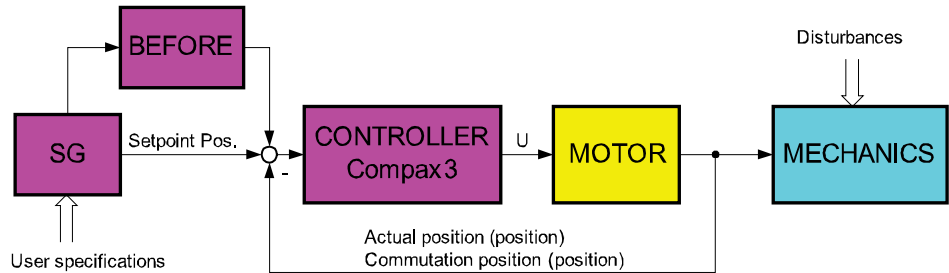 BEFORE
Disturbances
SG
Setpoint Pos.
-
CONTROLLER
Compax3
U
MOTOR
MECHANICS
Actual position (position)
Commutation position (position)
User specifications